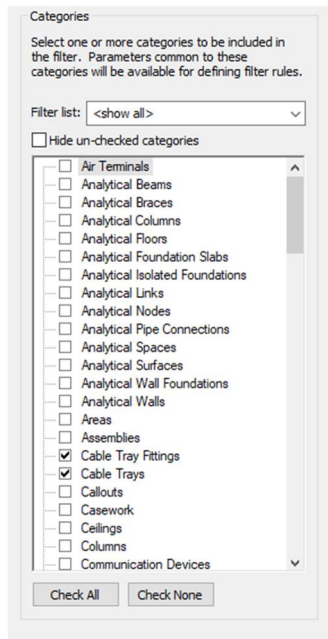 Categories
Select one or more categories to be included in
the filter.  Parameters common to these
categories will be available for defining filter rules.
Filter list: <show all>
Hide un-checked categories
Air Terminals
Analytical Beams
Analytical Braces
Analytical Columns
Analytical Floors
Analytical Foundation Slabs
Analytical Isolated Foundations
Analytical Links
Analytical Nodes
Analytical Pipe Connections
Analytical Spaces
Analytical Surfaces
Analytical Wall Foundations
Analytical Walls
Areas
Assemblies
Cable Tray Fittings
Cable Trays
Callouts
Casework
Ceilings
Columns
Communication Devices
Check All Check None